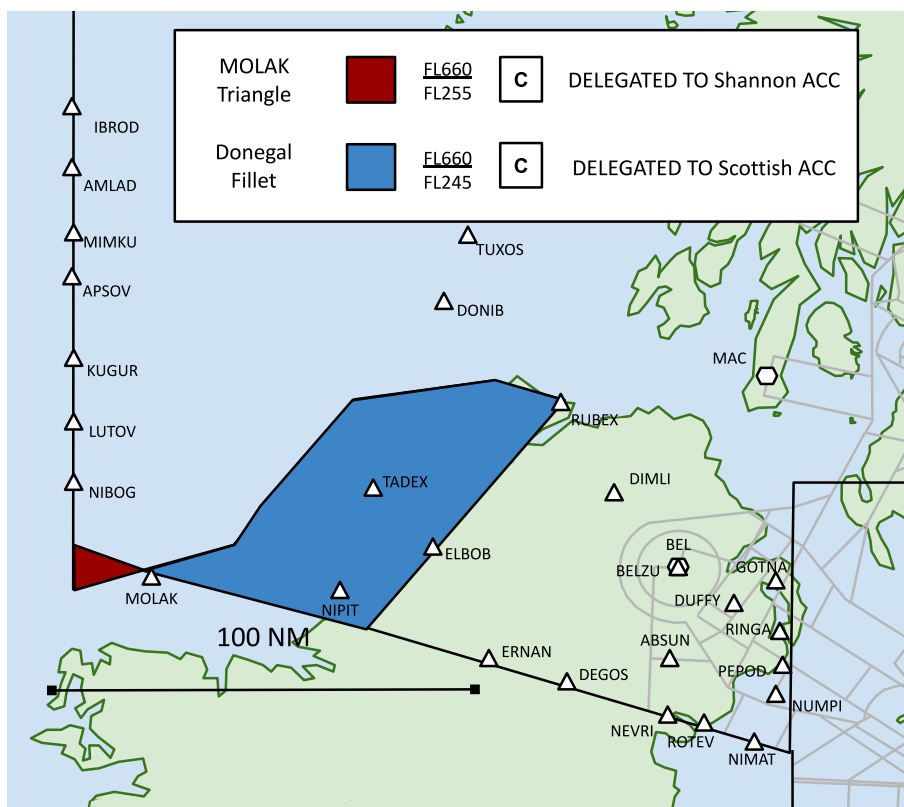 MOLAK
Triangle
FL660
FL255
C
DELEGATED TO Shannon ACC
Donegal
Fillet
FL660
FL245
C
DELEGATED TO Scottish ACC
IBROD
AMLAD
MIMKU
TUXOS
APSOV
DONIB
MAC
KUGUR
RUBEX
LUTOV
TADEX
DIMLI
NIBOG
BEL
ELBOB
BELZU
GOTNA
MOLAK
NIPIT
DUFFY
RINGA
100 NM
ABSUN
ERNAN
PEPOD
DEGOS
NUMPI
NEVRI
ROTEV
NIMAT